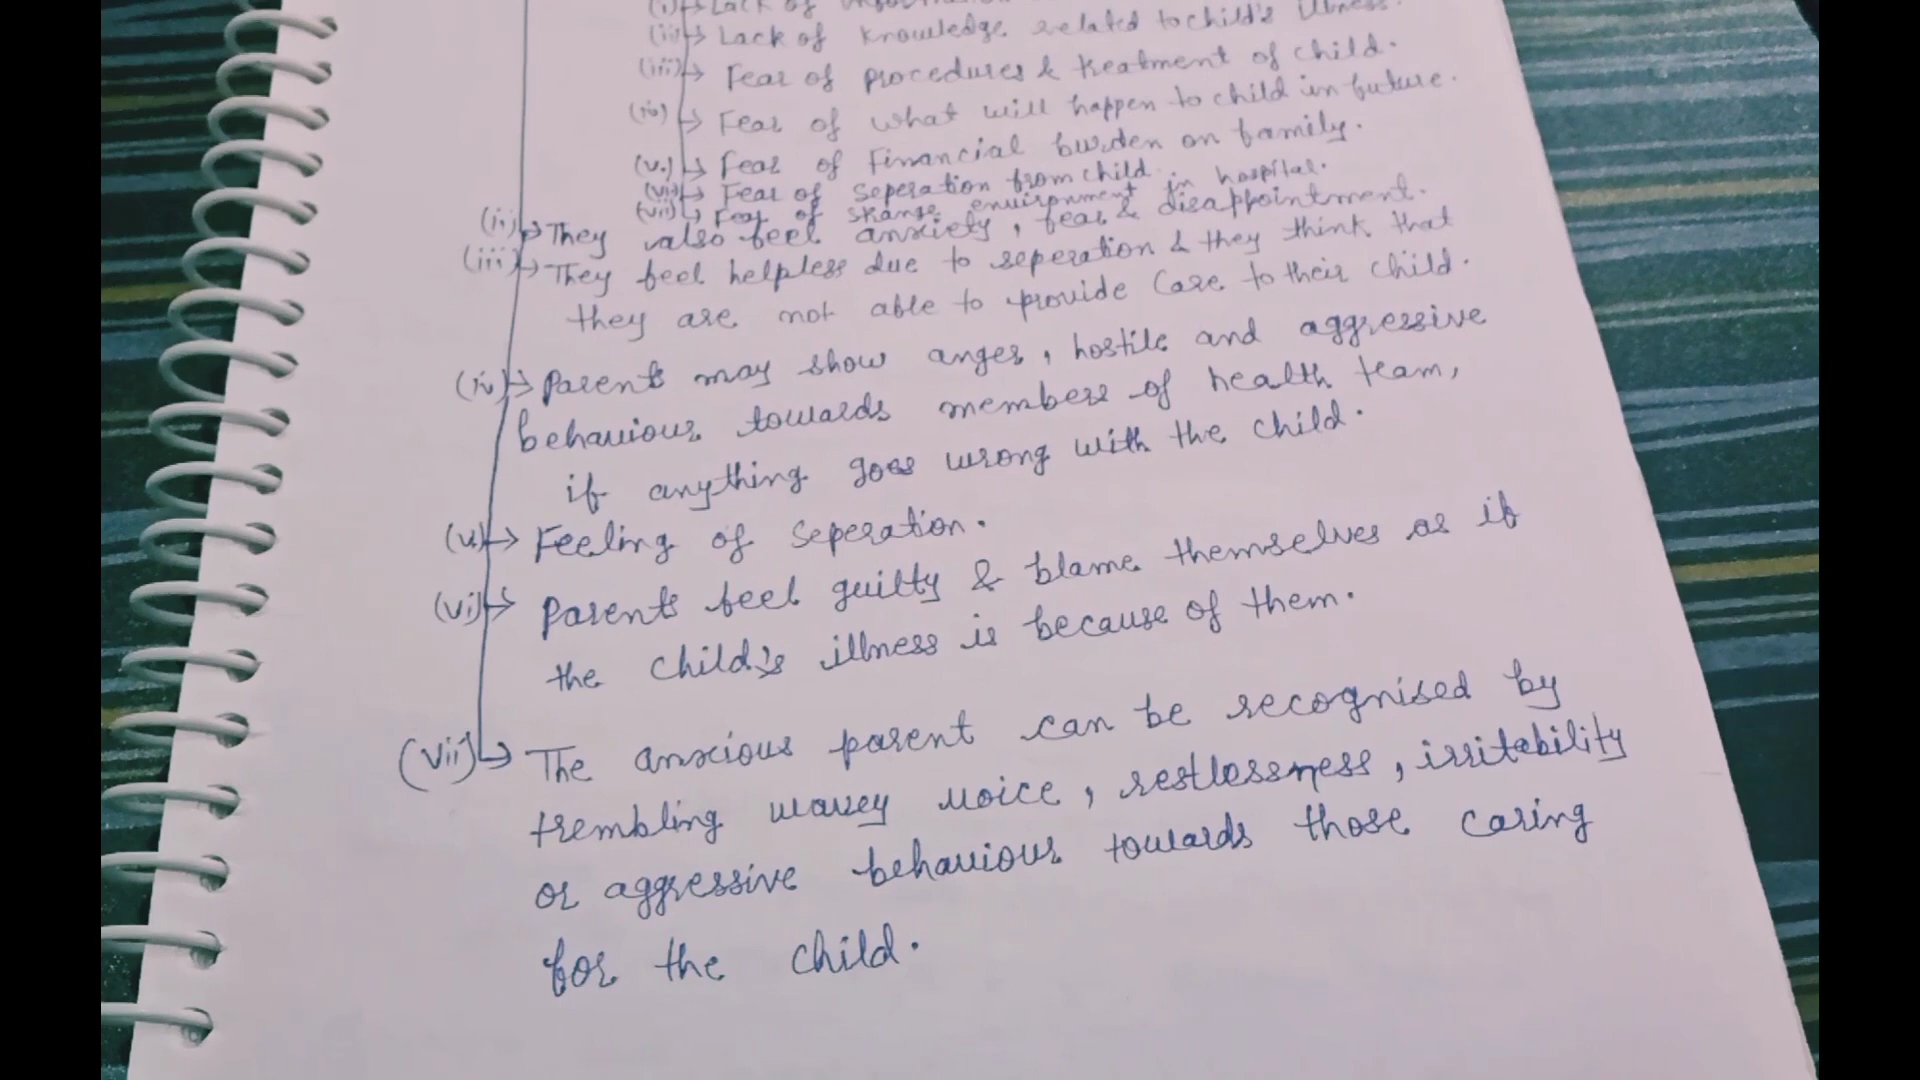 (i) → Lack of
(ii) → Lack of knowledge related to child's illness.
(iii) → Fear of procedures & treatment of child.
(iv) → Fear of what will happen to child in future.
(v.) → Fear of Financial burden on family.
(vi) → Fear of seperation from child.
(vii) → Fear of strange environment in hospital.
(ii) → They also feel anxiety, fear & disappointment.
(iii) → They feel helpless due to seperation & they think that
they are not able to provide care to their child.
(iv) → Parents may show anger, hostile and aggressive
behaviour towards members of health team,
if anything goes wrong with the child.
(v) → Feeling of seperation.
(vi) → Parents feel guilty & blame themselves as if
the child's illness is because of them.
(vii) → The anxious parent can be recognised by
trembling wavey voice, restlessness, irritability
or aggressive behaviour towards those caring
for the child.